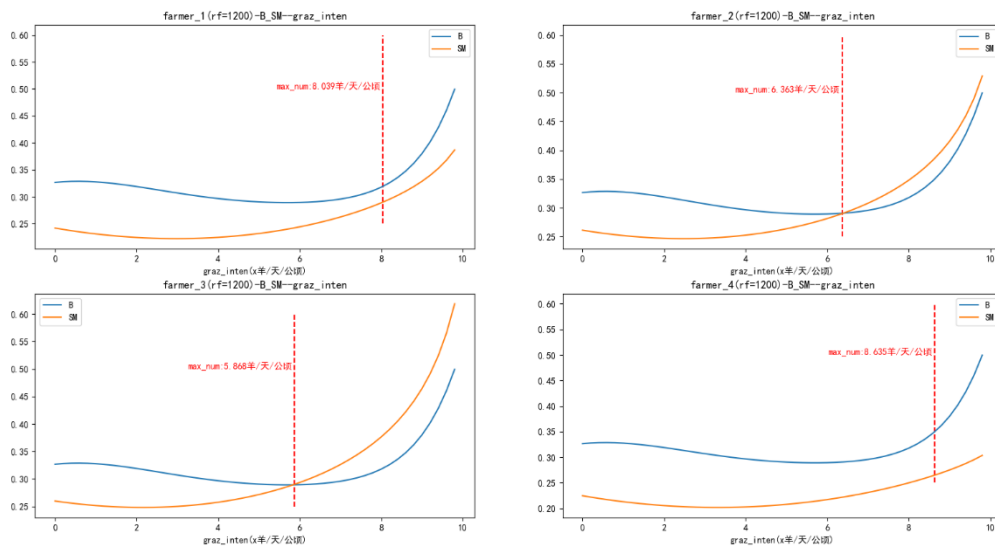 farmer_1(rf=1200)-B_SM--graz_inten
0.60
0.55
0.50
0.45
0.40
0.35
0.30
0.25
B
SM
max_num:8.039羊/天/公顷
0 2 4 6 8 10
graz_inten(x羊/天/公顷)
farmer_2(rf=1200)-B_SM--graz_inten
0.60
0.55
0.50
0.45
0.40
0.35
0.30
0.25
B
SM
max_num:6.363羊/天/公顷
0 2 4 6 8 10
graz_inten(x羊/天/公顷)
farmer_3(rf=1200)-B_SM--graz_inten
0.60
0.55
0.50
0.45
0.40
0.35
0.30
0.25
B
SM
max_num:5.868羊/天/公顷
0 2 4 6 8 10
graz_inten(x羊/天/公顷)
farmer_4(rf=1200)-B_SM--graz_inten
0.60
0.55
0.50
0.45
0.40
0.35
0.30
0.25
0.20
B
SM
max_num:8.635羊/天/公顷
0 2 4 6 8 10
graz_inten(x羊/天/公顷)